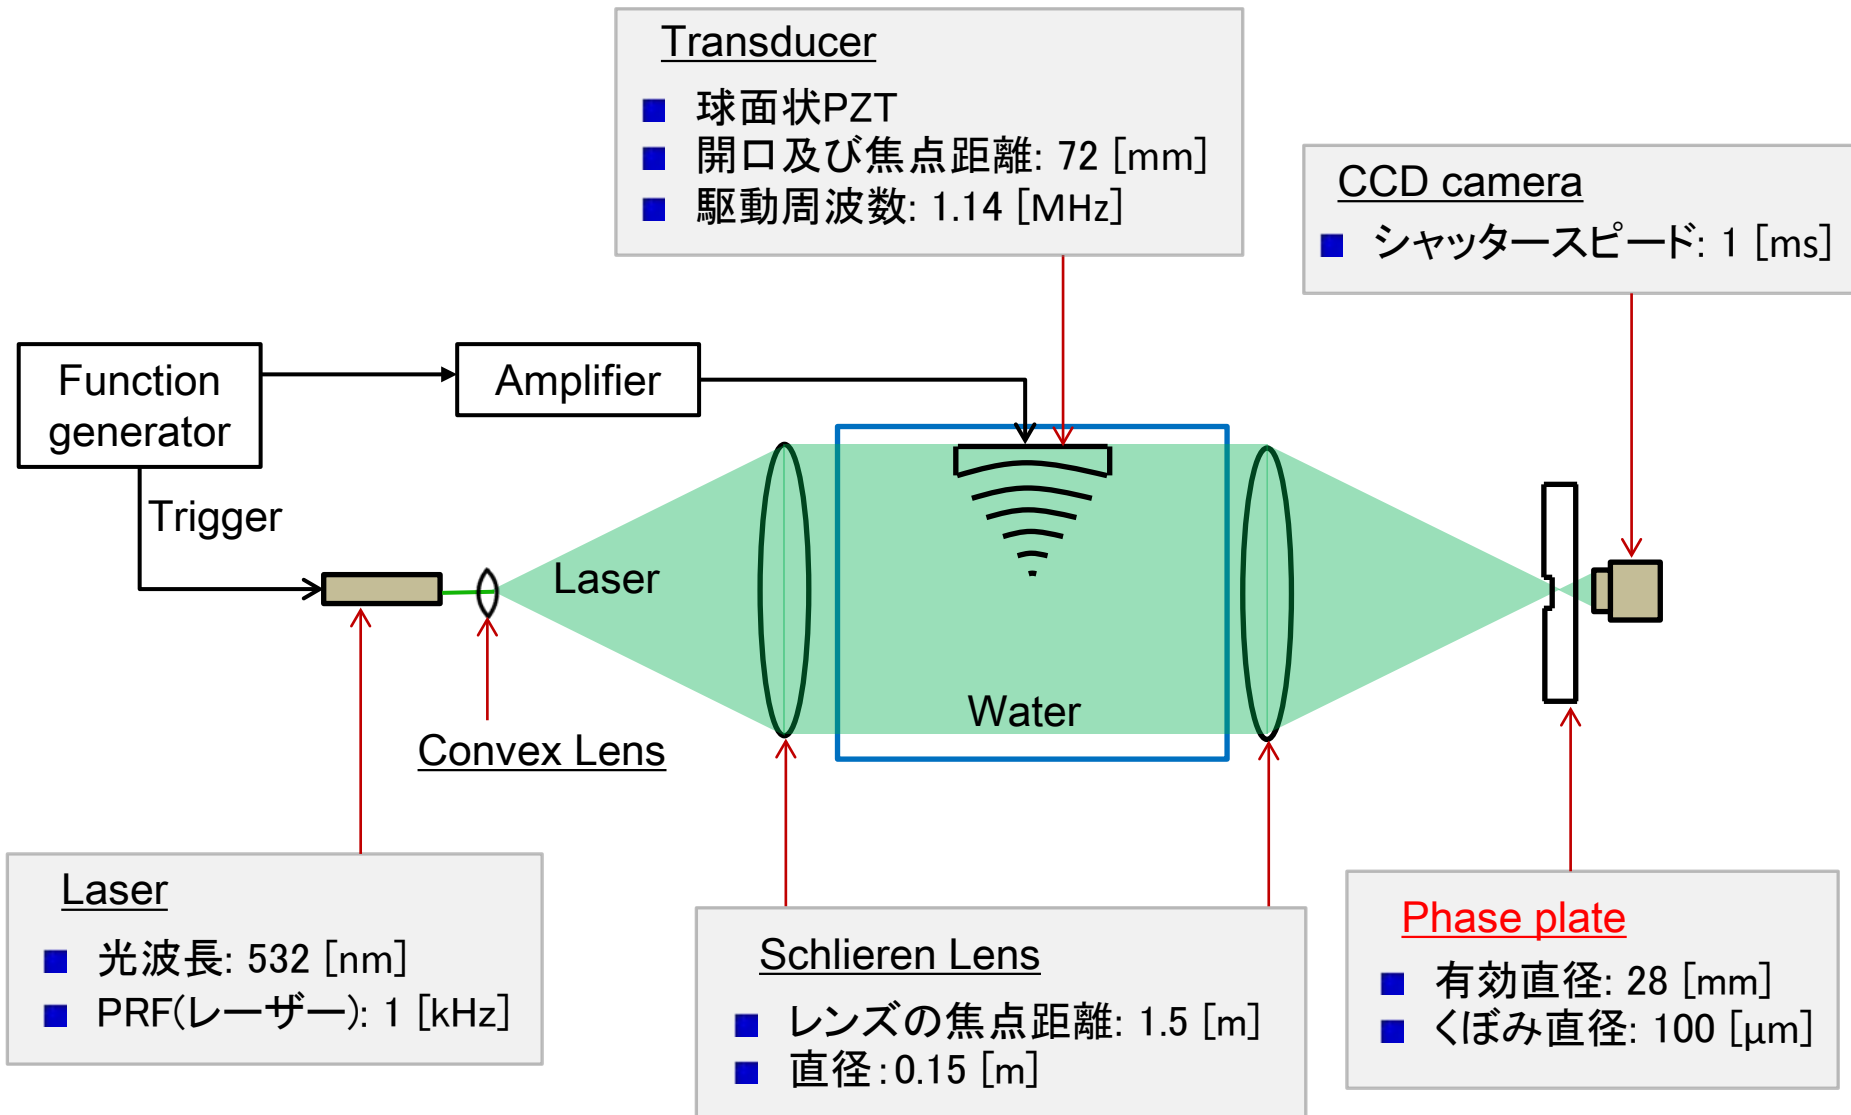 Transducer
球面状PZT
開口及び焦点距離: 72 [mm]
駆動周波数: 1.14 [MHz]
CCD camera
シャッタースピード: 1 [ms]
Function
generator
Amplifier
Trigger
Laser
Water
Convex Lens
Laser
光波長: 532 [nm]
PRF(レーザー): 1 [kHz]
Schlieren Lens
レンズの焦点距離: 1.5 [m]
直径:0.15 [m]
Phase plate
有効直径: 28 [mm]
くぼみ直径: 100 [μm]